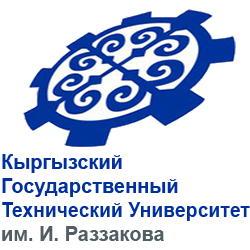 Кыргызский
Государственный
Технический Университет
им. И. Раззакова